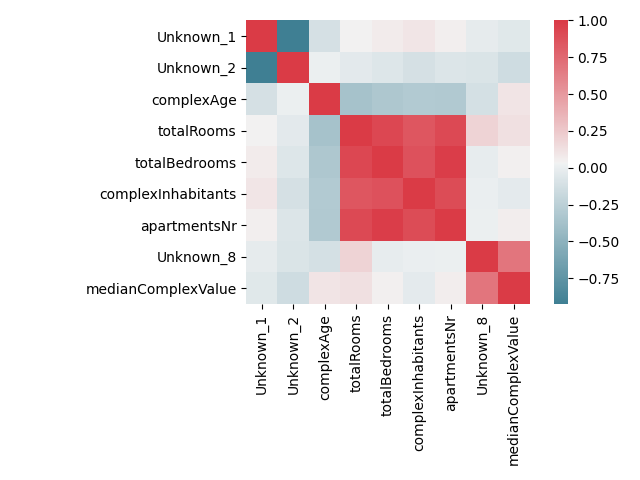 Unknown_1
Unknown_2
complexAge
totalRooms
totalBedrooms
complexInhabitants
apartmentsNr
Unknown_8
medianComplexValue
Unknown_1
Unknown_2
complexAge
totalRooms
totalBedrooms
complexInhabitants
apartmentsNr
Unknown_8
medianComplexValue
1.00
0.75
0.50
0.25
0.00
−0.25
−0.50
−0.75